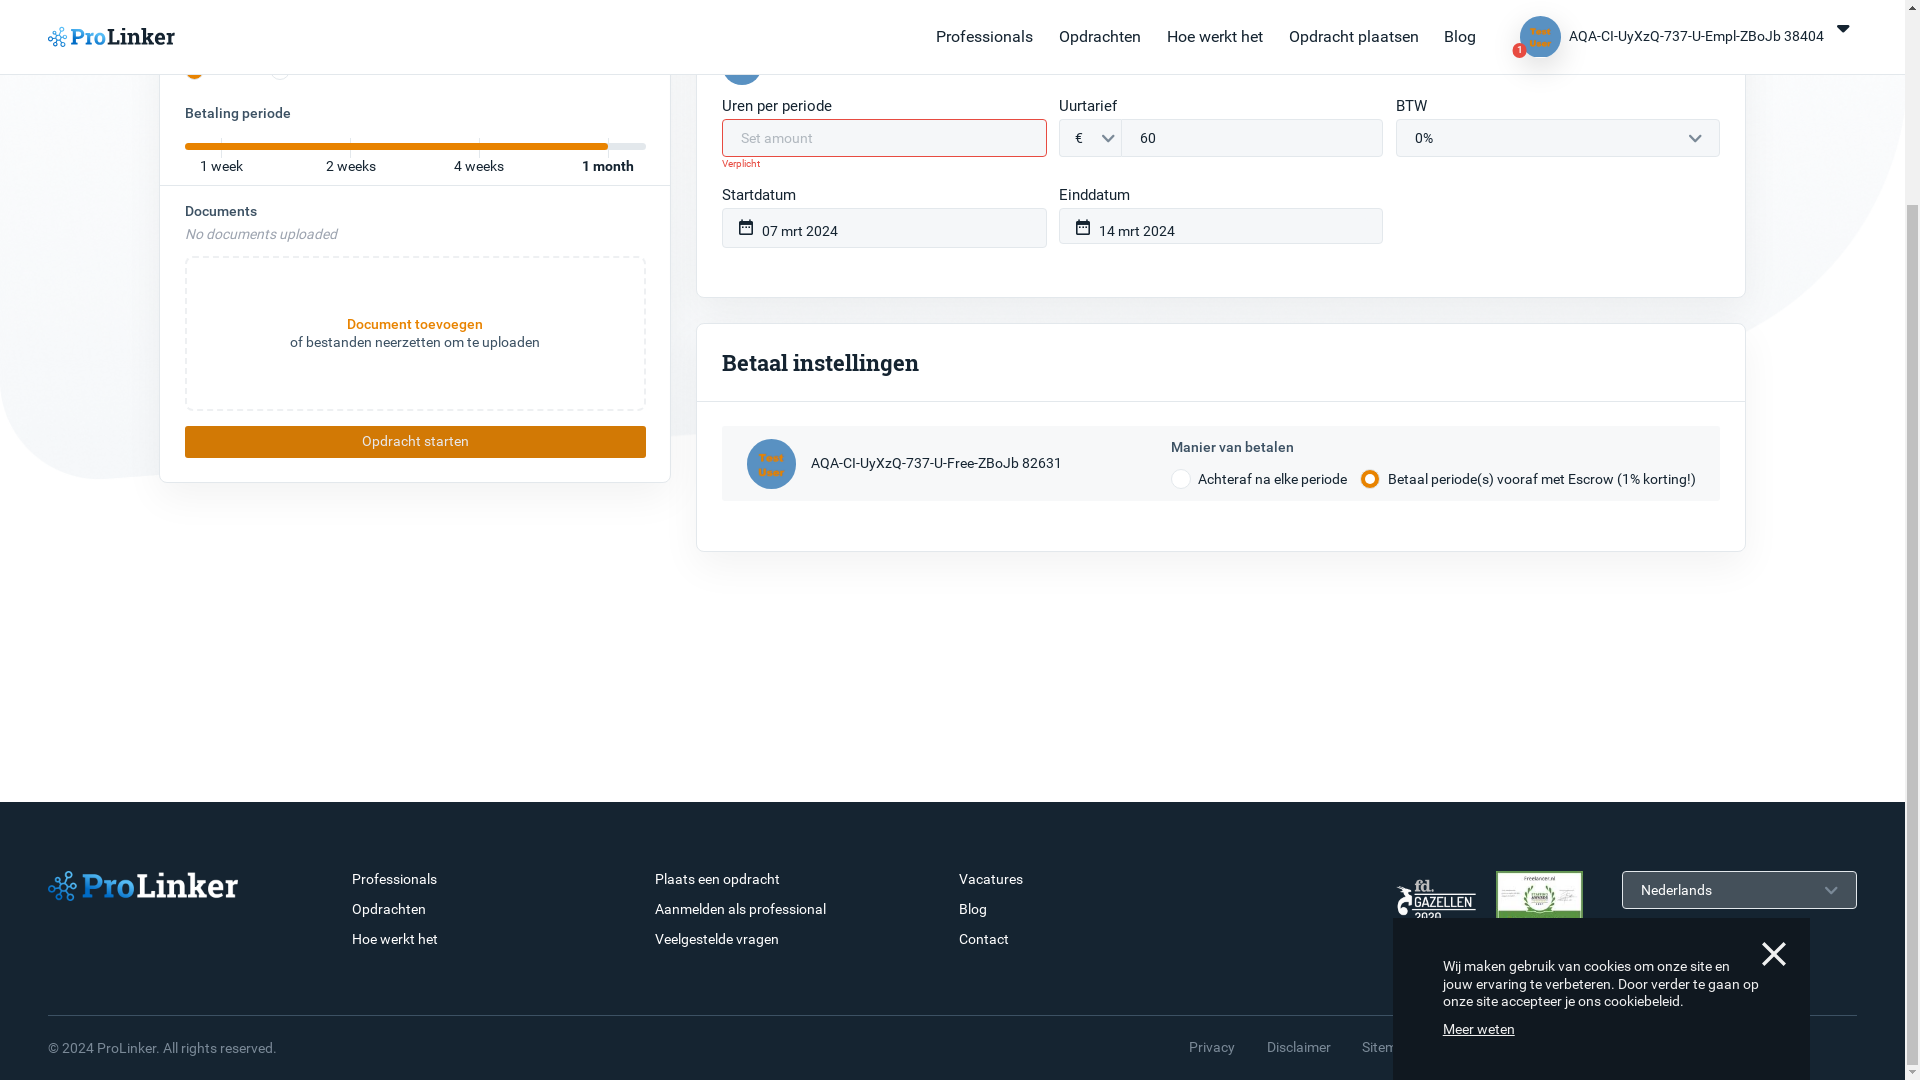 ProLinker
Professionals
Opdrachten
Hoe werkt het
Opdracht plaatsen
Blog
Test
User
1
AQA-CI-UyXzQ-737-U-Empl-ZBoJb 38404
Betaling periode
1 week
2 weeks
4 weeks
1 month
Documents
No documents uploaded
Document toevoegen
of bestanden neerzetten om te uploaden
Opdracht starten
Uren per periode
Uurtarief
BTW
Set amount
€
60
0%
Verplicht
Startdatum
Einddatum
07 mrt 2024
14 mrt 2024
Betaal instellingen
Test
User
AQA-CI-UyXzQ-737-U-Free-ZBoJb 82631
Manier van betalen
Achteraf na elke periode
Betaal periode(s) vooraf met Escrow (1% korting!)
ProLinker
Professionals
Opdrachten
Hoe werkt het
Plaats een opdracht
Aanmelden als professional
Veelgestelde vragen
Vacatures
Blog
Contact
fd.
GAZELLEN
2020
Freelancer.nl
Nederlands
Wij maken gebruik van cookies om onze site en
jouw ervaring te verbeteren. Door verder te gaan op
onze site accepteer je ons cookiebeleid.
Meer weten
© 2024 ProLinker. All rights reserved.
Privacy
Disclaimer